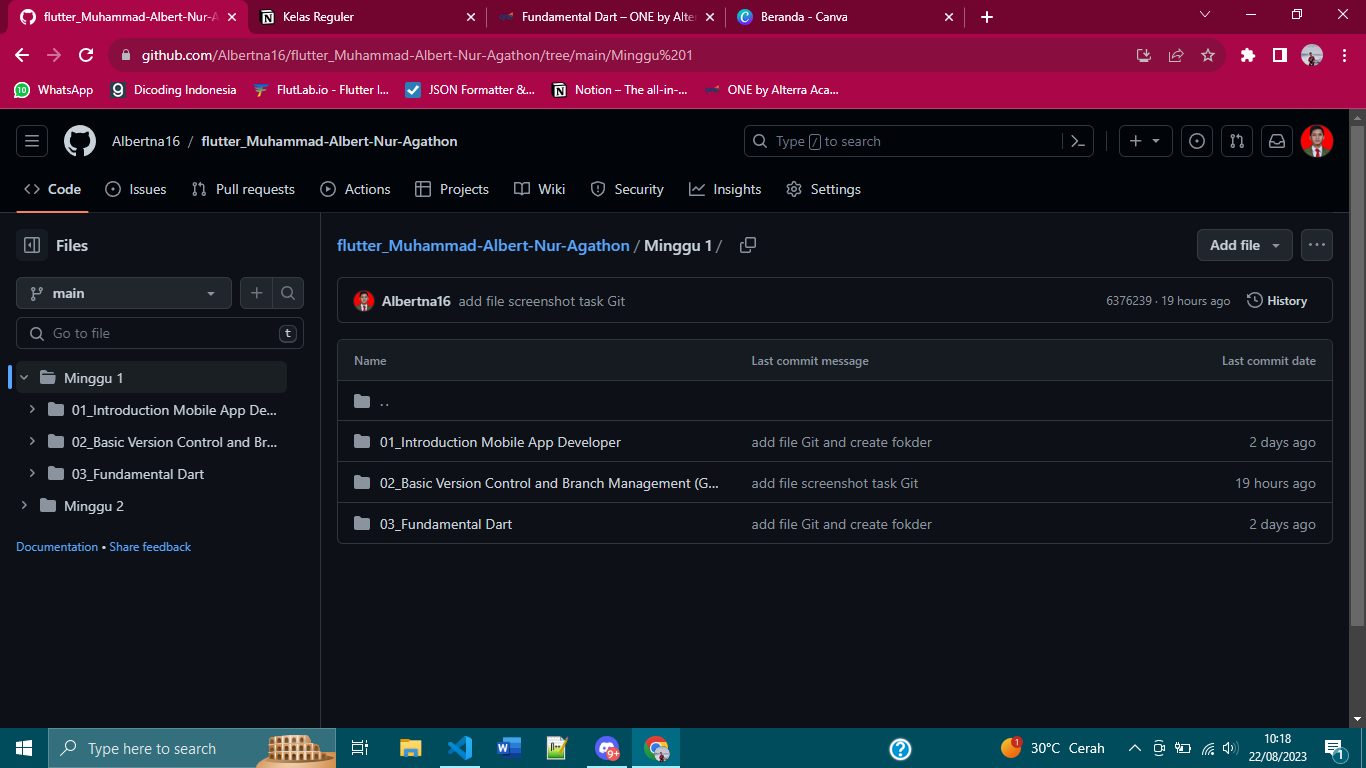 flutter_Muhammad-Albert-Nur-A
Kelas Reguler
Fundamental Dart – ONE by Alter
Beranda - Canva
github.com/Albertna16/flutter_Muhammad-Albert-Nur-Agathon/tree/main/Minggu%201
10
WhatsApp
Dicoding Indonesia
FlutLab.io - Flutter I...
JSON Formatter &...
Notion – The all-in-...
ONE by Alterra Aca...
Albertna16 / flutter_Muhammad-Albert-Nur-Agathon
Type / to search
Code
Issues
Pull requests
Actions
Projects
Wiki
Security
Insights
Settings
Files
main
Go to file
t
Minggu 1
01_Introduction Mobile App De...
02_Basic Version Control and Br...
03_Fundamental Dart
Minggu 2
Documentation • Share feedback
flutter_Muhammad-Albert-Nur-Agathon / Minggu 1 /
Add file
Albertna16 add file screenshot task Git
6376239 · 19 hours ago
History
Name Last commit message Last commit date
..
01_Introduction Mobile App Developer add file Git and create fokder 2 days ago
02_Basic Version Control and Branch Management (G... add file screenshot task Git 19 hours ago
03_Fundamental Dart add file Git and create fokder 2 days ago
Type here to search
9+
1
30°C Cerah
10:18
22/08/2023
1